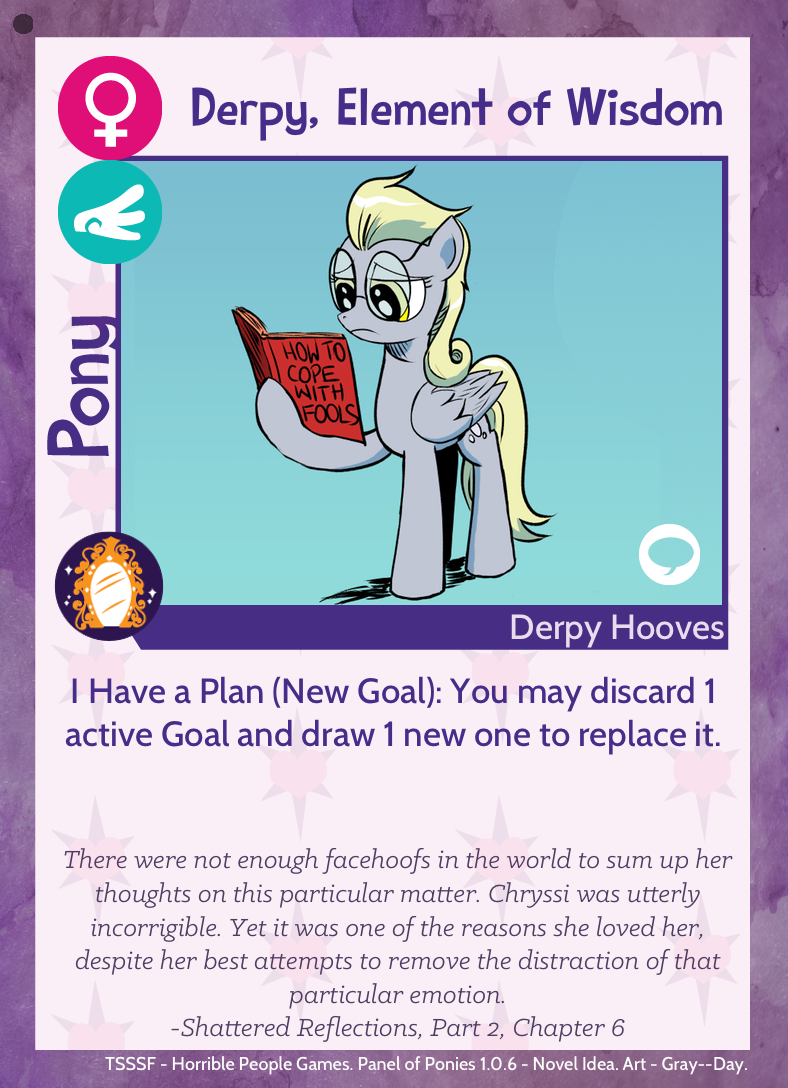 Derpy, Element of Wisdom
Pony
HOW TO
COPE
WITH
FOOLS
Derpy Hooves
I Have a Plan (New Goal): You may discard 1
active Goal and draw 1 new one to replace it.
There were not enough facehoofs in the world to sum up her
thoughts on this particular matter. Chryssi was utterly
incorrigible. Yet it was one of the reasons she loved her,
despite her best attempts to remove the distraction of that
particular emotion.
-Shattered Reflections, Part 2, Chapter 6
TSSSF - Horrible People Games. Panel of Ponies 1.0.6 - Novel Idea. Art - Gray--Day.